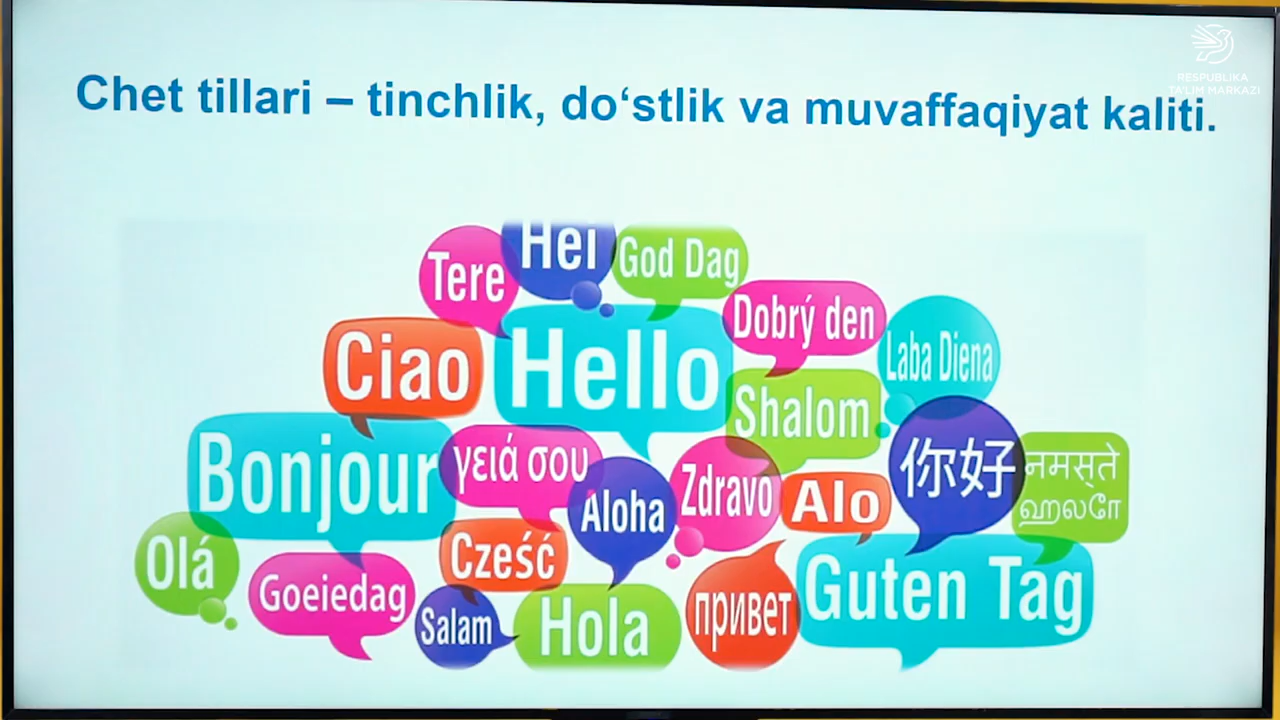 RESPUBLIKA
TA'LIM MARKAZI
Chet tillari – tinchlik, do‘stlik va muvaffaqiyat kaliti.
Hei
Tere
God Dag
Dobrý den
Ciao
Hello
Laba Diena
Shalom
Bonjour
γειά σου
Aloha
Zdravo
Alo
你好
नमस्ते
ஹலோ
Olá
Goeiedag
Cześć
Salam
Hola
привет
Guten Tag